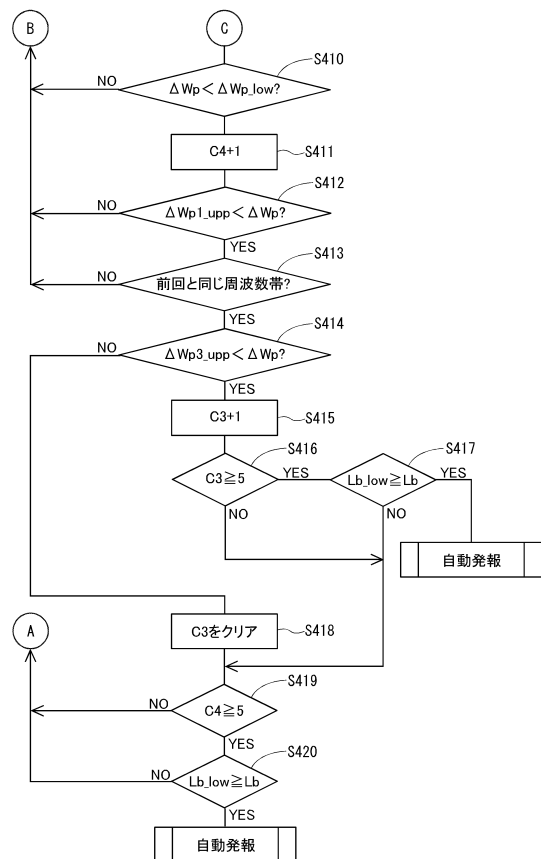 B
C
S410
NO
ΔWp<ΔWp_low?
C4+1
S411
S412
NO
ΔWp1_upp<ΔWp?
YES
S413
NO
前回と同じ周波数帯?
YES
S414
NO
ΔWp3_upp<ΔWp?
YES
C3+1
S415
S416
S417
C3≧5
YES
Lb_low≧Lb
YES
NO
NO
自動発報
A
C3をクリア
S418
S419
NO
C4≧5
YES
S420
NO
Lb_low≧Lb
YES
自動発報